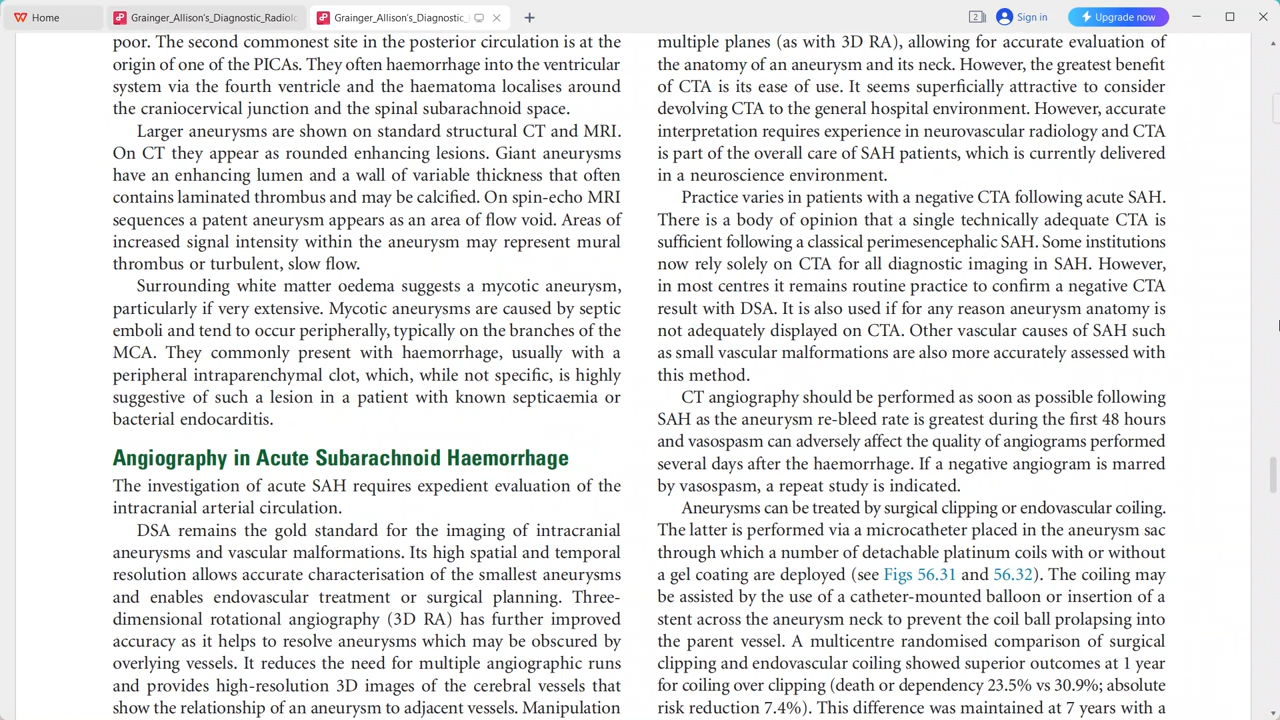 Home
Grainger_Allison's_Diagnostic_Radiolo
Grainger_Allison's_Diagnostic_
2
Sign in
Upgrade now
poor. The second commonest site in the posterior circulation is at the
origin of one of the PICAs. They often haemorrhage into the ventricular
system via the fourth ventricle and the haematoma localises around
the craniocervical junction and the spinal subarachnoid space.
Larger aneurysms are shown on standard structural CT and MRI.
On CT they appear as rounded enhancing lesions. Giant aneurysms
have an enhancing lumen and a wall of variable thickness that often
contains laminated thrombus and may be calcified. On spin-echo MRI
sequences a patent aneurysm appears as an area of flow void. Areas of
increased signal intensity within the aneurysm may represent mural
thrombus or turbulent, slow flow.
Surrounding white matter oedema suggests a mycotic aneurysm,
particularly if very extensive. Mycotic aneurysms are caused by septic
emboli and tend to occur peripherally, typically on the branches of the
MCA. They commonly present with haemorrhage, usually with a
peripheral intraparenchymal clot, which, while not specific, is highly
suggestive of such a lesion in a patient with known septicaemia or
bacterial endocarditis.
Angiography in Acute Subarachnoid Haemorrhage
The investigation of acute SAH requires expedient evaluation of the
intracranial arterial circulation.
DSA remains the gold standard for the imaging of intracranial
aneurysms and vascular malformations. Its high spatial and temporal
resolution allows accurate characterisation of the smallest aneurysms
and enables endovascular treatment or surgical planning. Three-
dimensional rotational angiography (3D RA) has further improved
accuracy as it helps to resolve aneurysms which may be obscured by
overlying vessels. It reduces the need for multiple angiographic runs
and provides high-resolution 3D images of the cerebral vessels that
show the relationship of an aneurysm to adjacent vessels. Manipulation
multiple planes (as with 3D RA), allowing for accurate evaluation of
the anatomy of an aneurysm and its neck. However, the greatest benefit
of CTA is its ease of use. It seems superficially attractive to consider
devolving CTA to the general hospital environment. However, accurate
interpretation requires experience in neurovascular radiology and CTA
is part of the overall care of SAH patients, which is currently delivered
in a neuroscience environment.
Practice varies in patients with a negative CTA following acute SAH.
There is a body of opinion that a single technically adequate CTA is
sufficient following a classical perimesencephalic SAH. Some institutions
now rely solely on CTA for all diagnostic imaging in SAH. However,
in most centres it remains routine practice to confirm a negative CTA
result with DSA. It is also used if for any reason aneurysm anatomy is
not adequately displayed on CTA. Other vascular causes of SAH such
as small vascular malformations are also more accurately assessed with
this method.
CT angiography should be performed as soon as possible following
SAH as the aneurysm re-bleed rate is greatest during the first 48 hours
and vasospasm can adversely affect the quality of angiograms performed
several days after the haemorrhage. If a negative angiogram is marred
by vasospasm, a repeat study is indicated.
Aneurysms can be treated by surgical clipping or endovascular coiling.
The latter is performed via a microcatheter placed in the aneurysm sac
through which a number of detachable platinum coils with or without
a gel coating are deployed (see Figs 56.31 and 56.32). The coiling may
be assisted by the use of a catheter-mounted balloon or insertion of a
stent across the aneurysm neck to prevent the coil ball prolapsing into
the parent vessel. A multicentre randomised comparison of surgical
clipping and endovascular coiling showed superior outcomes at 1 year
for coiling over clipping (death or dependency 23.5% vs 30.9%; absolute
risk reduction 7.4%). This difference was maintained at 7 years with a